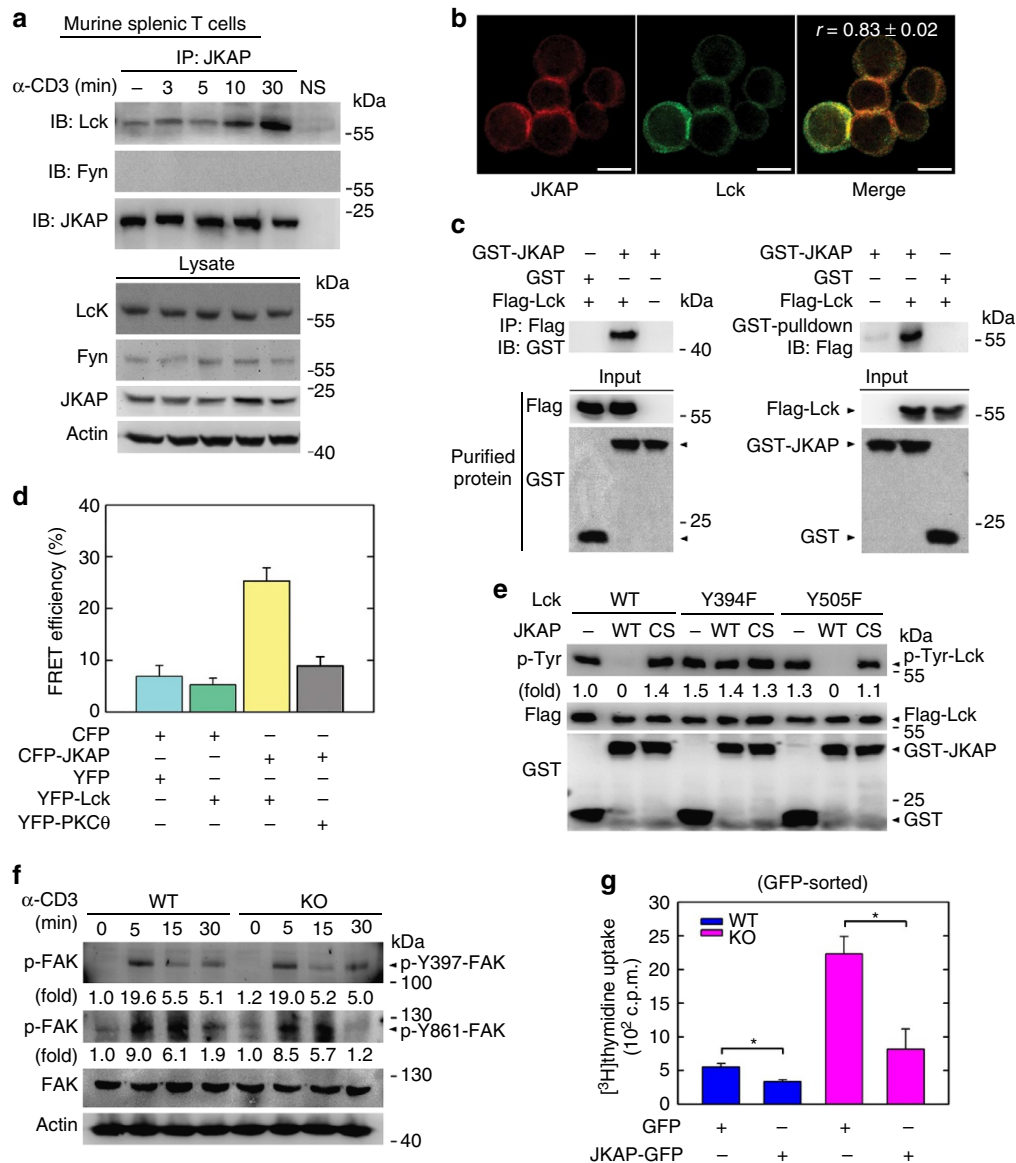 a
Murine splenic T cells
IP: JKAP
α-CD3 (min) – 3 5 10 30 NS
kDa
IB: Lck
-55
IB: Fyn
-55
-25
IB: JKAP
Lysate
kDa
LcK
-55
Fyn
-55
-25
JKAP
Actin
-40
b
r = 0.83 ± 0.02
JKAP Lck Merge
c
GST-JKAP – + +
GST + – –
Flag-Lck + + – kDa
IP: Flag
IB: GST
- 40
Input
Flag
- 55
Purified protein
GST
- 25
GST-JKAP + + –
GST – – +
Flag-Lck – + +
kDa
GST-pulldown
IB: Flag
- 55
Input
Flag-Lck
- 55
GST-JKAP
- 25
GST
d
FRET efficiency (%)
40
30
20
10
0
CFP + + – –
CFP-JKAP – – + +
YFP + – – –
YFP-Lck – + + –
YFP-PKCθ – – – +
e
Lck WT Y394F Y505F
JKAP – WT CS – WT CS – WT CS
kDa
p-Tyr
p-Tyr-Lck
55
(fold) 1.0 0 1.4 1.5 1.4 1.3 1.3 0 1.1
Flag
Flag-Lck
55
GST-JKAP
GST
25
GST
f
α-CD3 WT KO
(min) 0 5 15 30 0 5 15 30
kDa
p-FAK
p-Y397-FAK
- 100
(fold) 1.0 19.6 5.5 5.1 1.2 19.0 5.2 5.0
- 130
p-FAK
p-Y861-FAK
(fold) 1.0 9.0 6.1 1.9 1.0 8.5 5.7 1.2
FAK
- 130
Actin
- 40
g
(GFP-sorted)
[³H]thymidine uptake
(10² c.p.m.)
30
25
20
15
10
5
0
WT
KO
*
*
GFP + – + –
JKAP-GFP – + – +